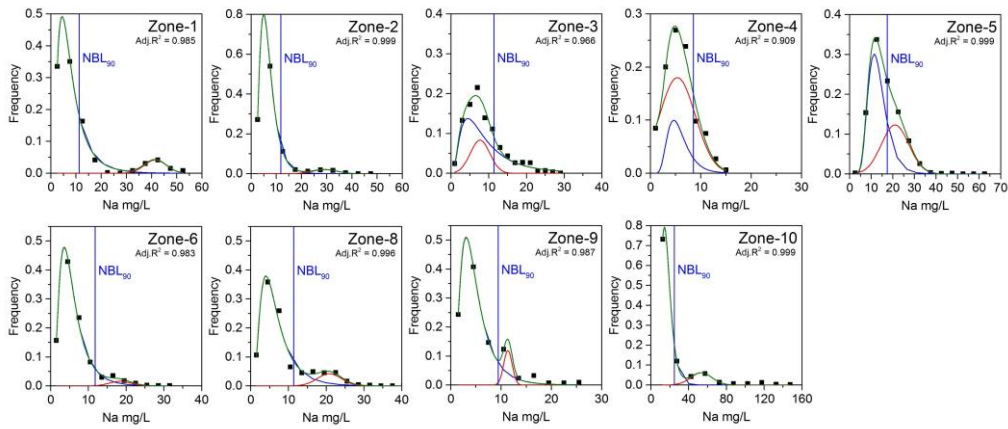 Zone-1
Adj.R² = 0.985
NBL₉₀
Frequency
0.5
0.4
0.3
0.2
0.1
0.0
0 10 20 30 40 50 60
Na mg/L
Zone-2
Adj.R² = 0.999
NBL₉₀
Frequency
0.8
0.6
0.4
0.2
0.0
0 10 20 30 40 50 60
Na mg/L
Zone-3
Adj.R² = 0.966
NBL₉₀
Frequency
0.4
0.3
0.2
0.1
0.0
0 10 20 30
Na mg/L
Zone-4
Adj.R² = 0.909
NBL₉₀
Frequency
0.3
0.2
0.1
0.0
0 10 20 30
Na mg/L
Zone-5
Adj.R² = 0.999
NBL₉₀
Frequency
0.4
0.3
0.2
0.1
0.0
0 10 20 30 40 50 60 70
Na mg/L
Zone-6
Adj.R² = 0.983
NBL₉₀
Frequency
0.5
0.4
0.3
0.2
0.1
0.0
0 10 20 30 40
Na mg/L
Zone-8
Adj.R² = 0.996
NBL₉₀
Frequency
0.5
0.4
0.3
0.2
0.1
0.0
0 10 20 30 40
Na mg/L
Zone-9
Adj.R² = 0.987
NBL₉₀
Frequency
0.5
0.4
0.3
0.2
0.1
0.0
0 10 20 30
Na mg/L
Zone-10
Adj.R² = 0.999
NBL₉₀
Frequency
0.8
0.7
0.6
0.5
0.4
0.3
0.2
0.1
0.0
0 40 80 120 160
Na mg/L